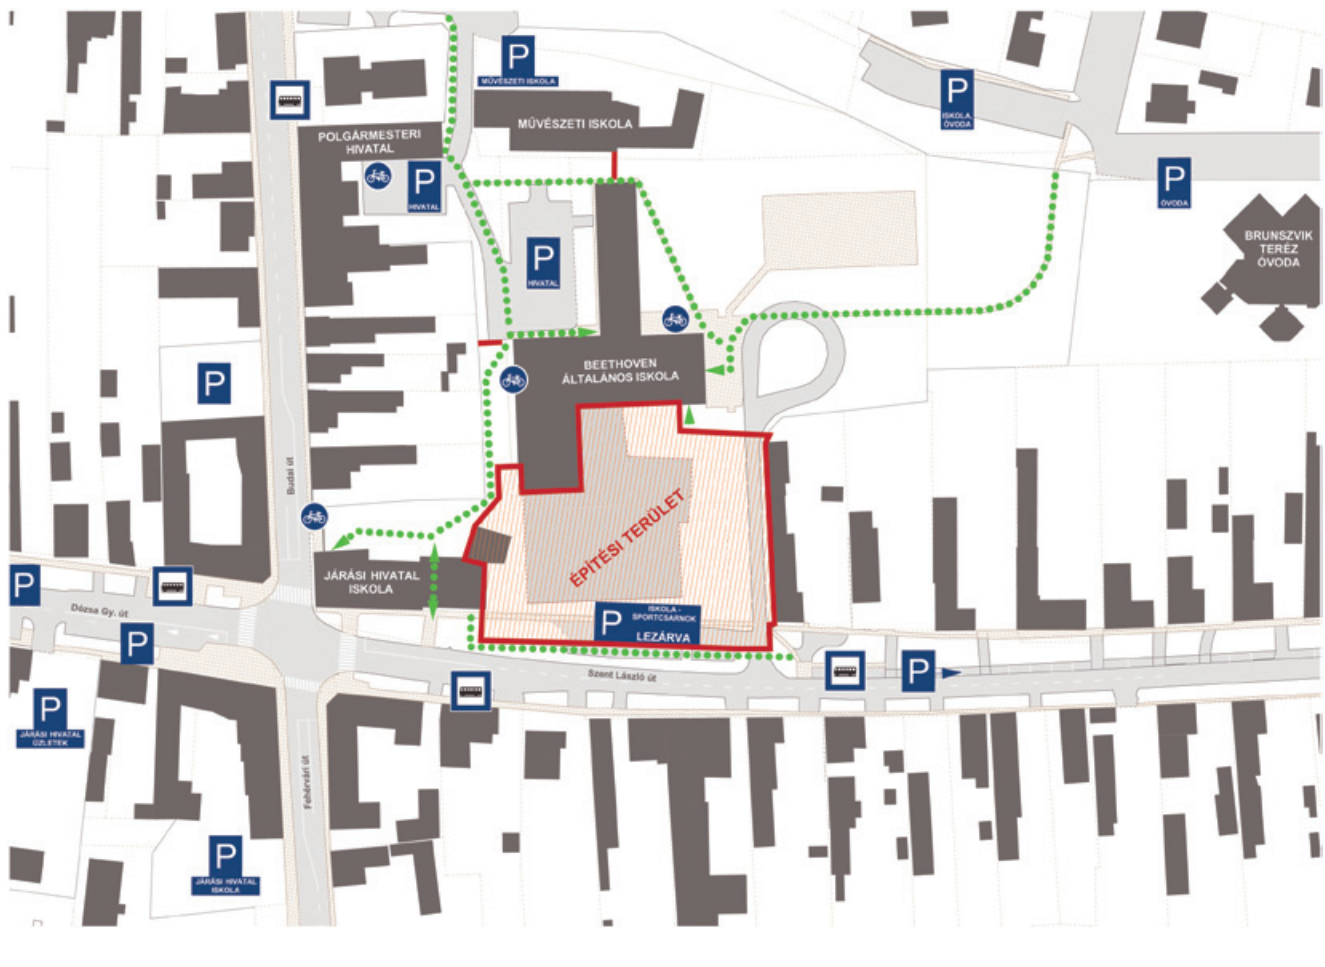 P
MŰVÉSZETI ISKOLA
P
ISKOLA,
ÓVODA
MŰVÉSZETI ISKOLA
POLGÁRMESTERI
HIVATAL
P
HIVATAL
P
ÓVODA
BRUNSZVIK
TERÉZ
ÓVODA
P
HIVATAL
BEETHOVEN
ÁLTALÁNOS ISKOLA
P
Budai út
ÉPÍTÉSI TERÜLET
JÁRÁSI HIVATAL
ISKOLA
P
Dózsa Gy. út
P
P
ISKOLA -
SPORTCSARNOK
LEZÁRVA
P
Szent László út
P
JÁRÁSI HIVATAL
ÜZLETEK
Fehérvári út
P
JÁRÁSI HIVATAL
ISKOLA